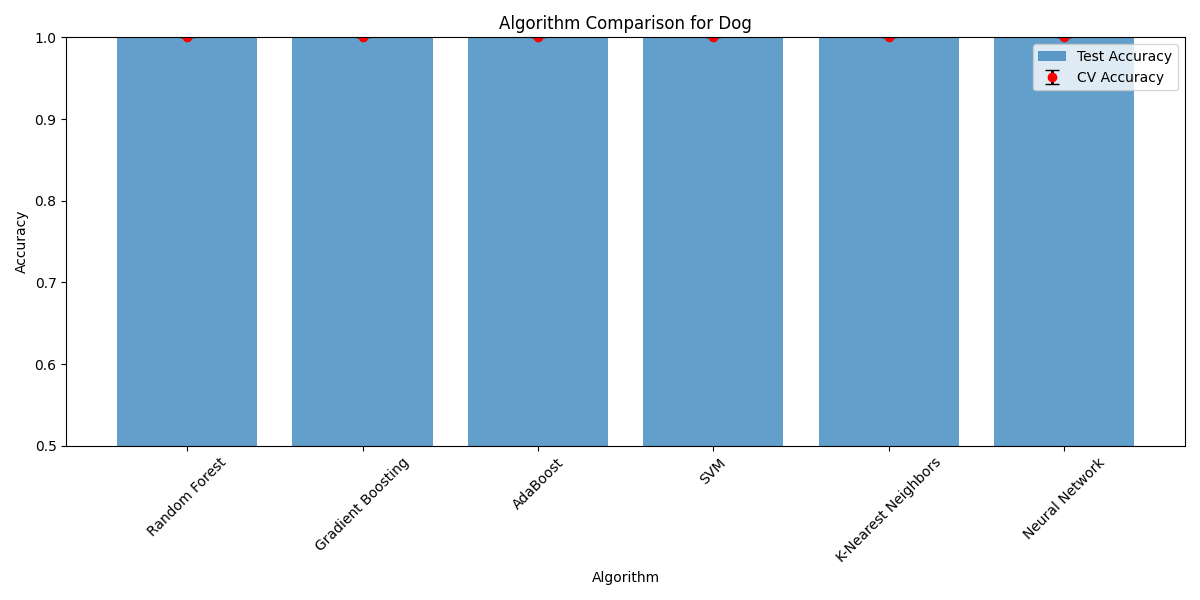 Algorithm Comparison for Dog
1.0
0.9
0.8
0.7
0.6
0.5
Accuracy
Test Accuracy
CV Accuracy
Random Forest
Gradient Boosting
AdaBoost
SVM
K-Nearest Neighbors
Neural Network
Algorithm